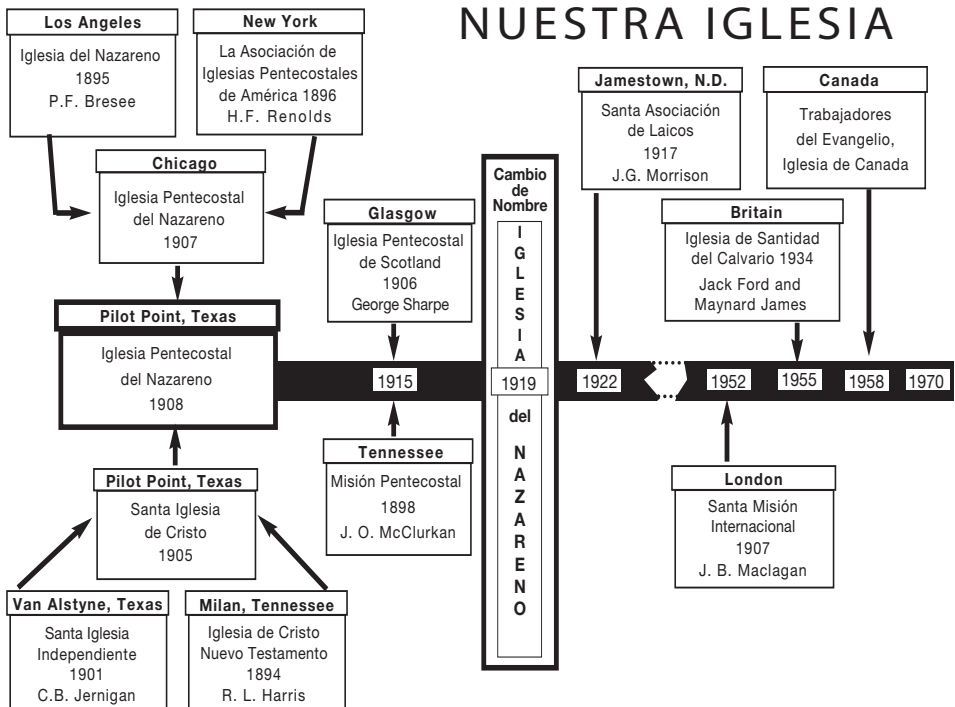 NUESTRA IGLESIA
Los Angeles
Iglesia del Nazareno
1895
P.F. Bresee
New York
La Asociación de
Iglesias Pentecostales
de América 1896
H.F. Renolds
Chicago
Iglesia Pentecostal
del Nazareno
1907
Pilot Point, Texas
Iglesia Pentecostal
del Nazareno
1908
Pilot Point, Texas
Santa Iglesia
de Cristo
1905
Van Alstyne, Texas
Santa Iglesia
Independiente
1901
C.B. Jernigan
Milan, Tennessee
Iglesia de Cristo
Nuevo Testamento
1894
R. L. Harris
Glasgow
Iglesia Pentecostal
de Scotland
1906
George Sharpe
1915
Tennessee
Misión Pentecostal
1898
J. O. McClurkan
Cambio
de
Nombre
I
G
L
E
S
I
A
1919
del
N
A
Z
A
R
E
N
O
Jamestown, N.D.
Santa Asociación
de Laicos
1917
J.G. Morrison
Canada
Trabajadores
del Evangelio,
Iglesia de Canada
Britain
Iglesia de Santidad
del Calvario 1934
Jack Ford and
Maynard James
1922
1952
1955
1958
1970
London
Santa Misión
Internacional
1907
J. B. Maclagan